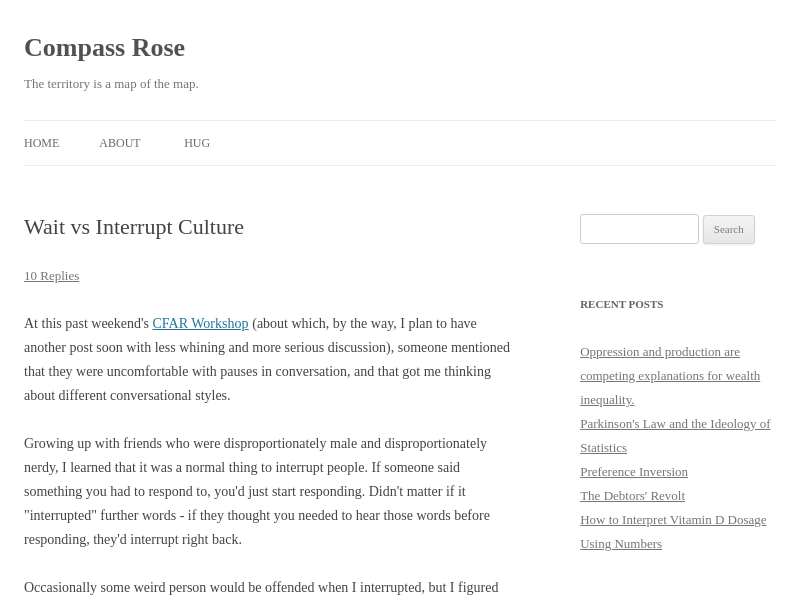 Compass Rose
The territory is a map of the map.
HOME ABOUT HUG
Wait vs Interrupt Culture
10 Replies
At this past weekend's CFAR Workshop (about which, by the way, I plan to have
another post soon with less whining and more serious discussion), someone mentioned
that they were uncomfortable with pauses in conversation, and that got me thinking
about different conversational styles.
Growing up with friends who were disproportionately male and disproportionately
nerdy, I learned that it was a normal thing to interrupt people. If someone said
something you had to respond to, you'd just start responding. Didn't matter if it
"interrupted" further words - if they thought you needed to hear those words before
responding, they'd interrupt right back.
Occasionally some weird person would be offended when I interrupted, but I figured
Search
RECENT POSTS
Oppression and production are
competing explanations for wealth
inequality.
Parkinson's Law and the Ideology of
Statistics
Preference Inversion
The Debtors' Revolt
How to Interpret Vitamin D Dosage
Using Numbers